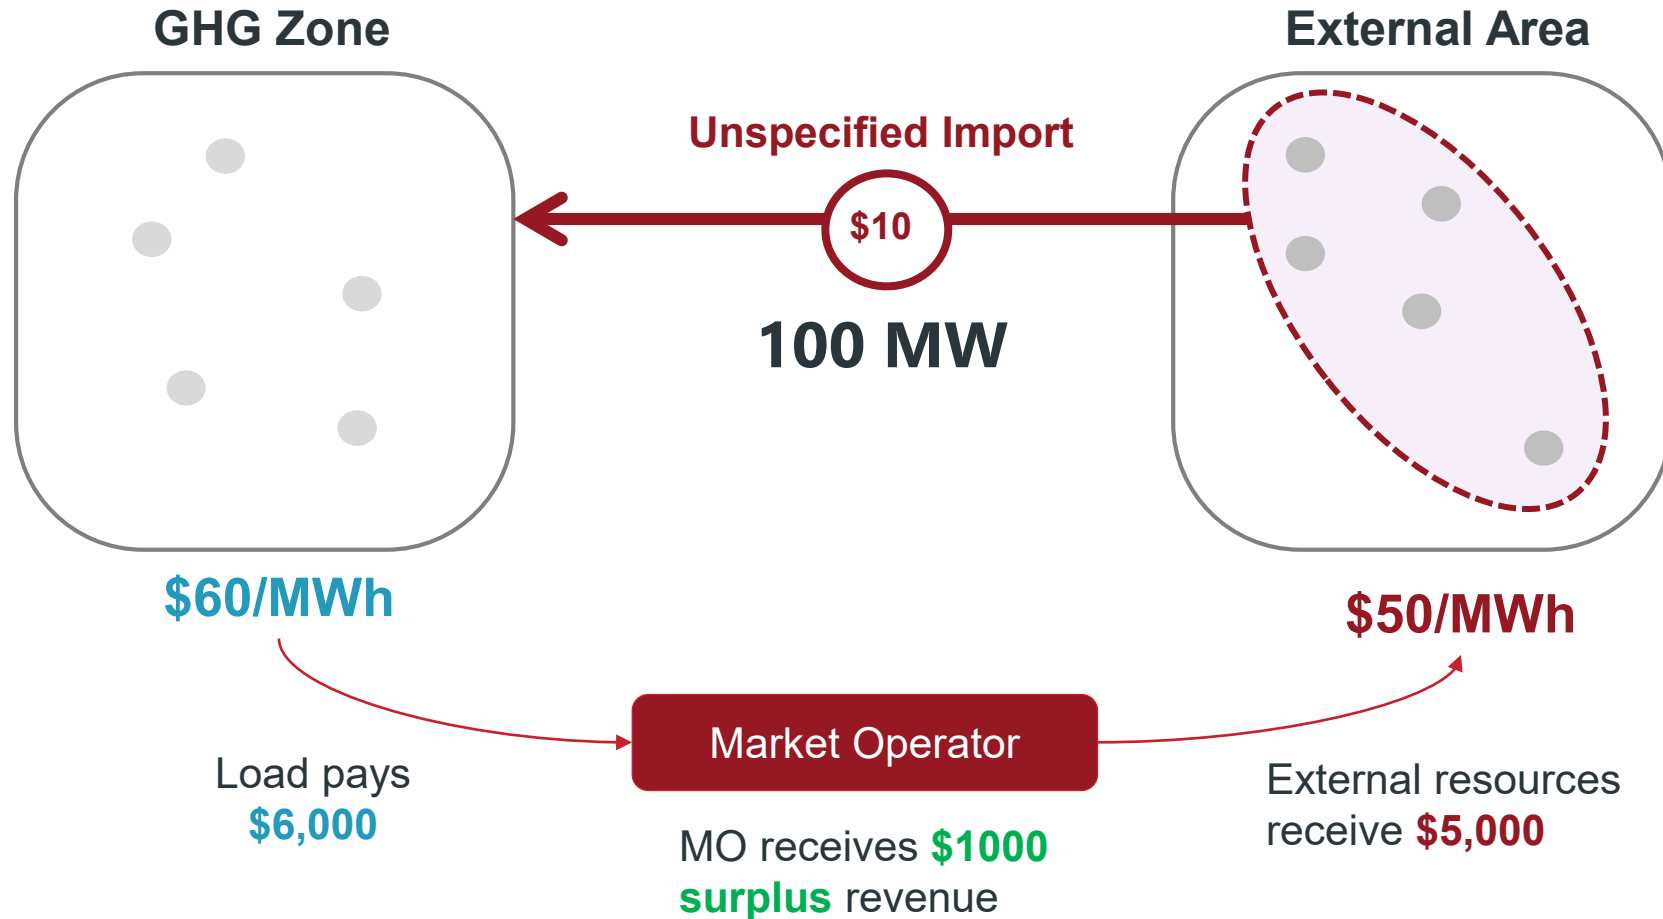 GHG Zone
External Area
Unspecified Import
$10
100 MW
$60/MWh
$50/MWh
Market Operator
Load pays
$6,000
External resources
receive $5,000
MO receives $1000
surplus revenue